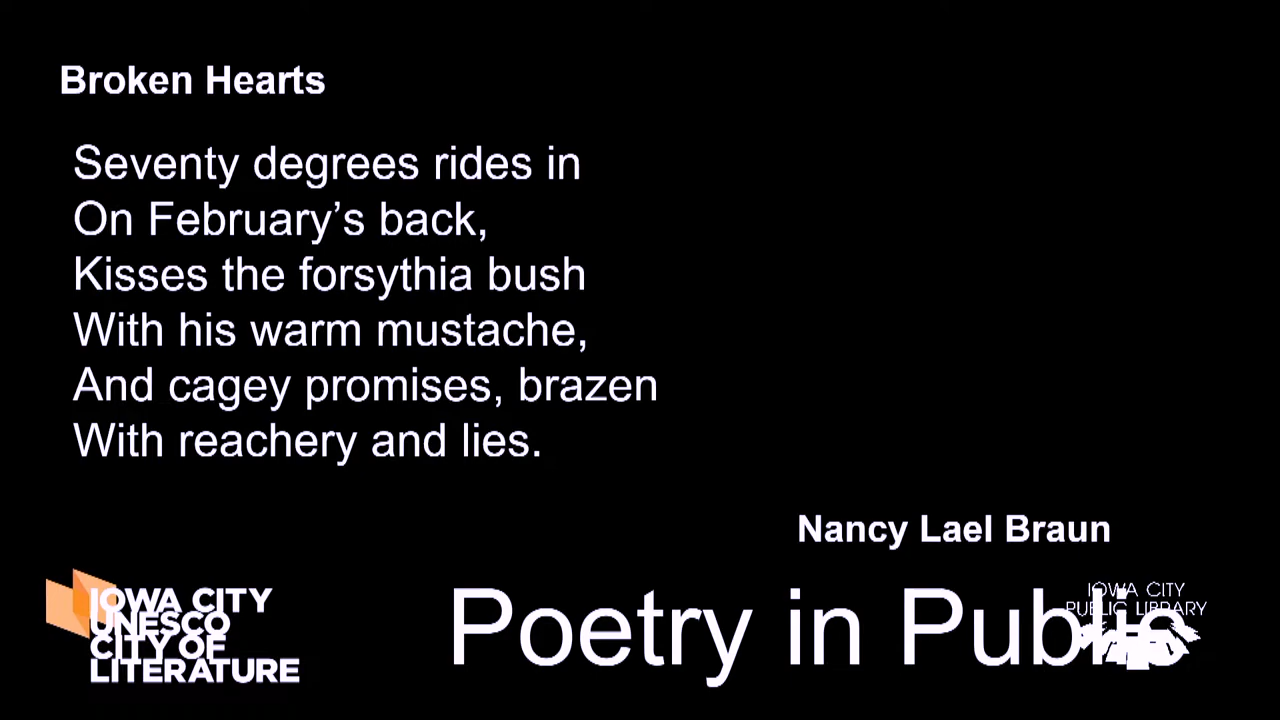 Broken Hearts
Seventy degrees rides in
On February’s back,
Kisses the forsythia bush
With his warm mustache,
And cagey promises, brazen
With reachery and lies.
Nancy Lael Braun
IOWA CITY
UNESCO
CITY OF
LITERATURE
Poetry in Public
IOWA CITY
PUBLIC LIBRARY